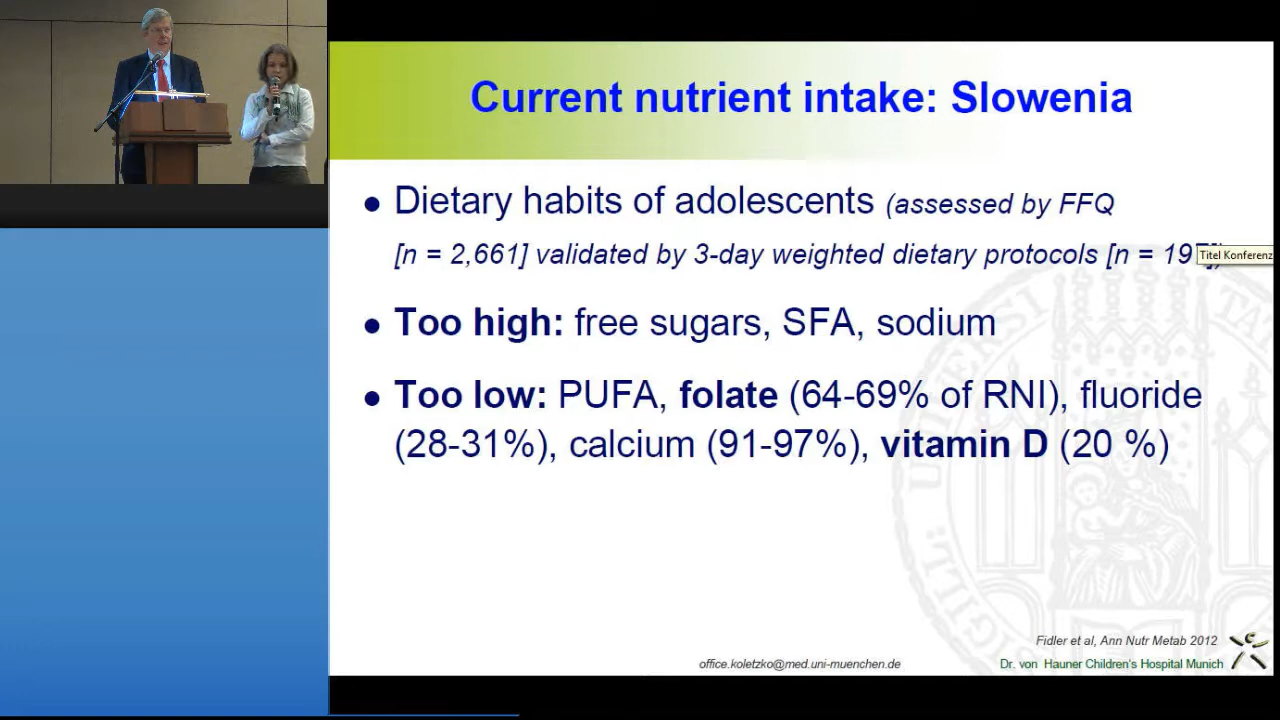 Current nutrient intake: Slowenia
• Dietary habits of adolescents (assessed by FFQ
[n = 2,661] validated by 3-day weighted dietary protocols [n =
Titel Konferenz
• Too high: free sugars, SFA, sodium
• Too low: PUFA, folate (64-69% of RNI), fluoride
(28-31%), calcium (91-97%), vitamin D (20 %)
Fidler et al, Ann Nutr Metab 2012
office.koletzko@med.uni-muenchen.de
Dr. von Hauner Children's Hospital Munich